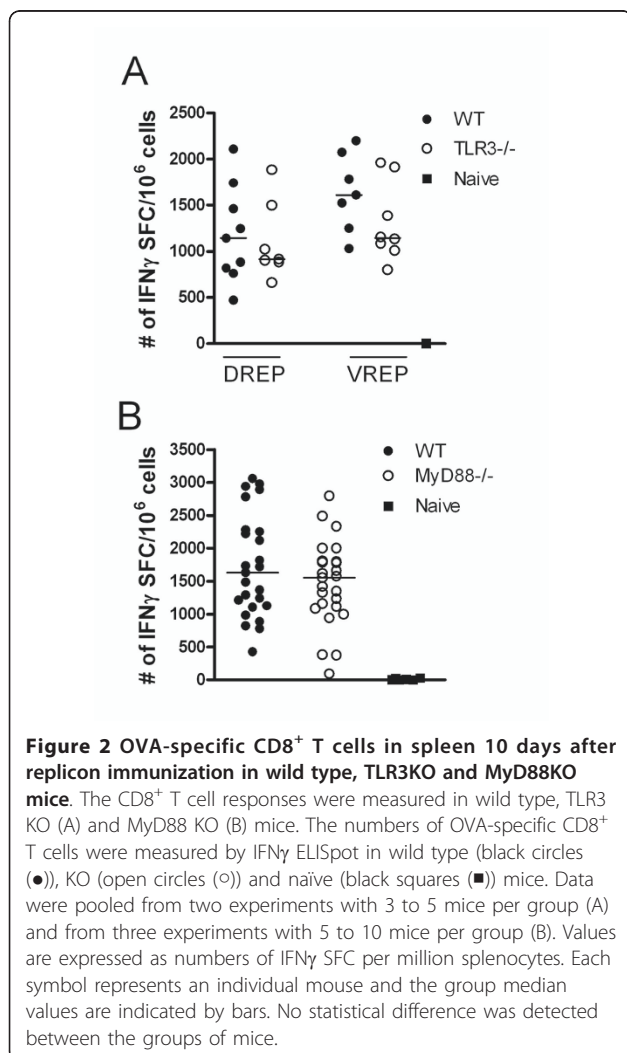 A
# of IFNγ SFC/10⁶ cells
2500
2000
1500
1000
500
0
WT
TLR3-/-
Naive
DREP
VREP
B
# of IFNγ SFC/10⁶ cells
3500
3000
2500
2000
1500
1000
500
0
WT
MyD88-/-
Naive
Figure 2 OVA-specific CD8⁺ T cells in spleen 10 days after
replicon immunization in wild type, TLR3KO and MyD88KO
mice. The CD8⁺ T cell responses were measured in wild type, TLR3
KO (A) and MyD88 KO (B) mice. The numbers of OVA-specific CD8⁺
T cells were measured by IFNγ ELISpot in wild type (black circles
(●)), KO (open circles (○)) and naïve (black squares (■)) mice. Data
were pooled from two experiments with 3 to 5 mice per group (A)
and from three experiments with 5 to 10 mice per group (B). Values
are expressed as numbers of IFNγ SFC per million splenocytes. Each
symbol represents an individual mouse and the group median
values are indicated by bars. No statistical difference was detected
between the groups of mice.